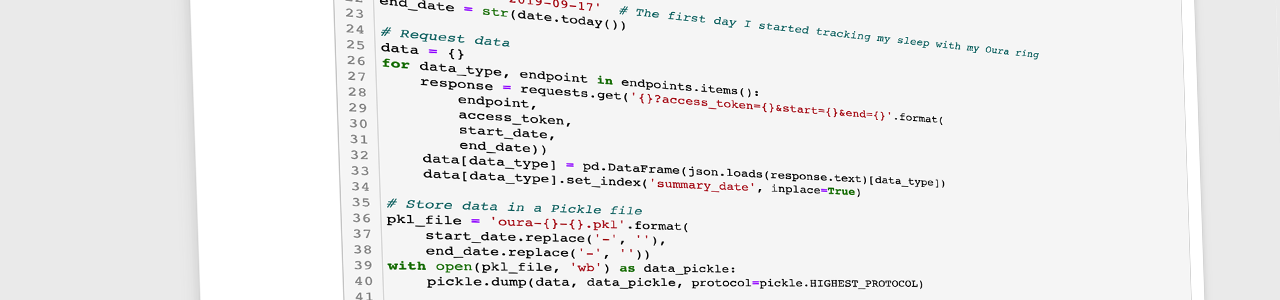 2019-09-17' # The first day I started tracking my sleep with my Oura ring
23 end_date = str(date.today())
24
25 # Request data
26 data = {}
27 for data_type, endpoint in endpoints.items():
28 response = requests.get('{}?access_token={}&start={}&end={}'.format(
29 endpoint,
30 access_token,
31 start_date,
32 end_date))
33 data[data_type] = pd.DataFrame(json.loads(response.text)[data_type])
34 data[data_type].set_index('summary_date', inplace=True)
35
36 # Store data in a Pickle file
37 pkl_file = 'oura-{}-{}.pkl'.format(
38 start_date.replace('-', ''),
39 end_date.replace('-', ''))
40 with open(pkl_file, 'wb') as data_pickle:
41 pickle.dump(data, data_pickle, protocol=pickle.HIGHEST_PROTOCOL)